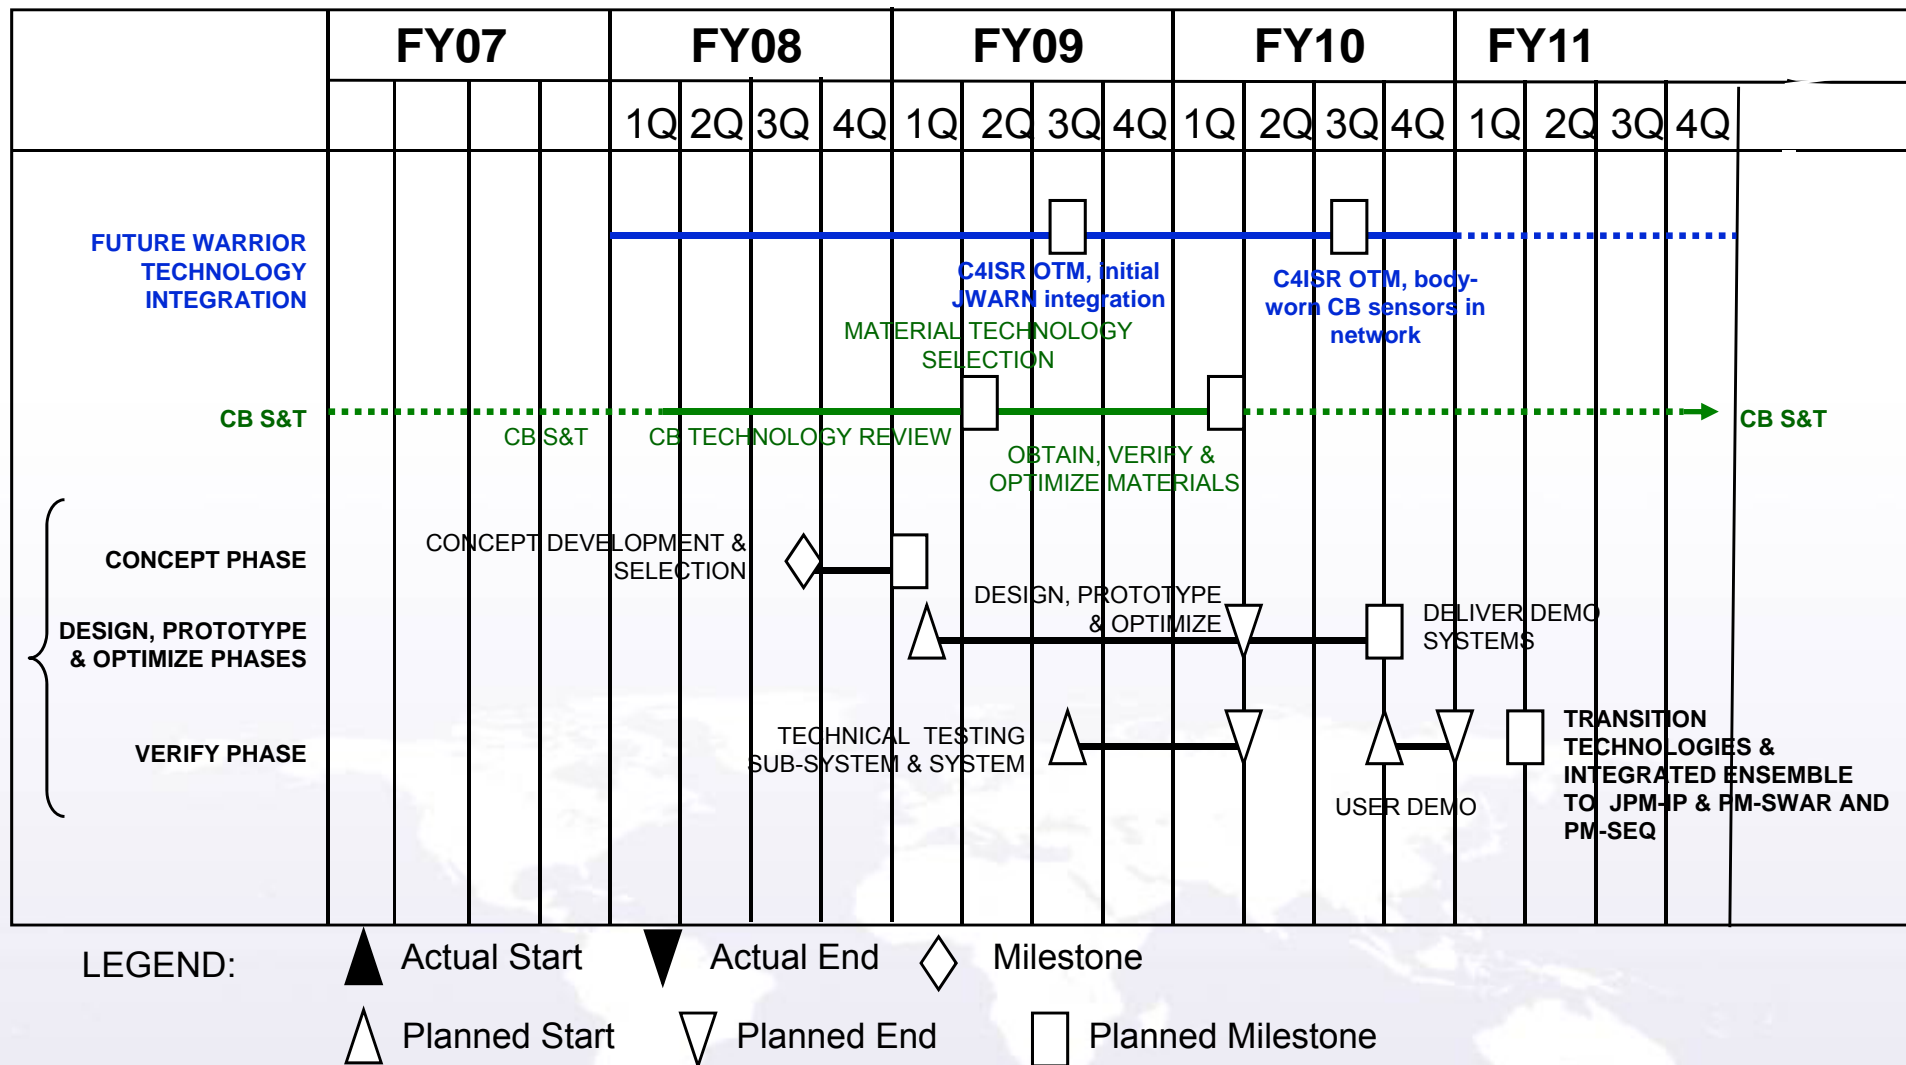 FY07 FY08 FY09 FY10 FY11
1Q 2Q 3Q 4Q 1Q 2Q 3Q 4Q 1Q 2Q 3Q 4Q 1Q 2Q 3Q 4Q
FUTURE WARRIOR
TECHNOLOGY
INTEGRATION
C4ISR OTM, initial
JWARN integration
C4ISR OTM, body-
worn CB sensors in
network
MATERIAL TECHNOLOGY
SELECTION
CB S&T
CB S&T
CB TECHNOLOGY REVIEW
OBTAIN, VERIFY &
OPTIMIZE MATERIALS
CB S&T
CONCEPT PHASE
CONCEPT DEVELOPMENT &
SELECTION
DESIGN, PROTOTYPE
& OPTIMIZE PHASES
DESIGN, PROTOTYPE
& OPTIMIZE
DELIVER DEMO
SYSTEMS
VERIFY PHASE
TECHNICAL TESTING
SUB-SYSTEM & SYSTEM
USER DEMO
TRANSITION
TECHNOLOGIES &
INTEGRATED ENSEMBLE
TO JPM-IP & PM-SWAR AND
PM-SEQ
LEGEND:
Actual Start
Actual End
Milestone
Planned Start
Planned End
Planned Milestone